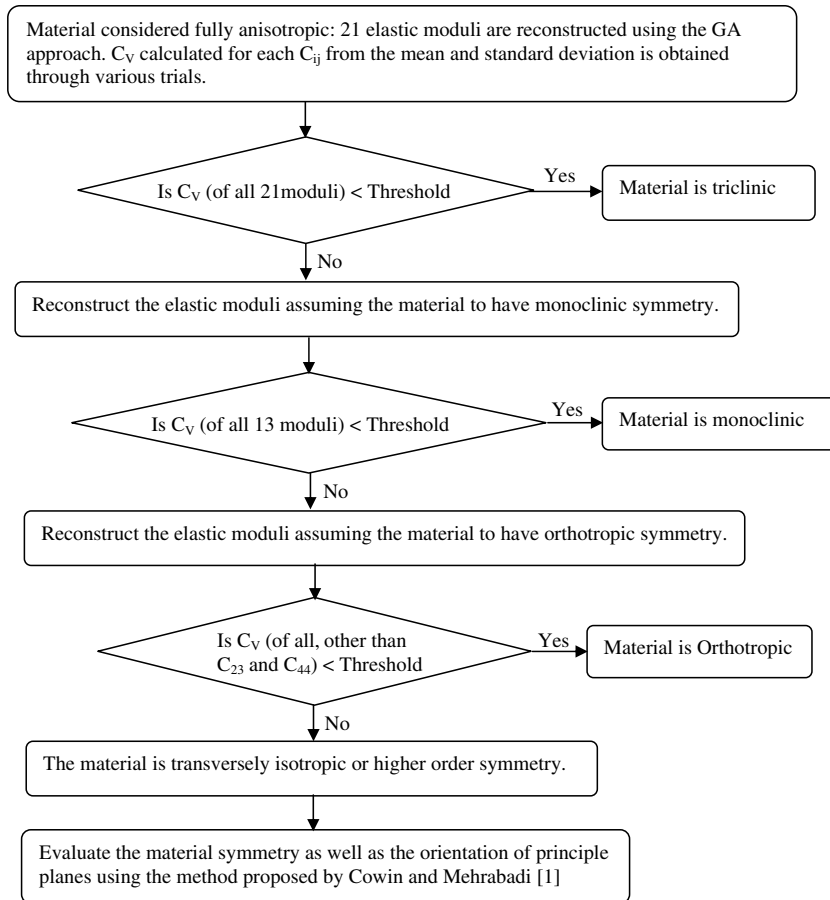 Material considered fully anisotropic: 21 elastic moduli are reconstructed using the GA
approach. CV calculated for each Cij from the mean and standard deviation is obtained
through various trials.
Is CV (of all 21moduli) < Threshold
Yes
Material is triclinic
No
Reconstruct the elastic moduli assuming the material to have monoclinic symmetry.
Is CV (of all 13 moduli) < Threshold
Yes
Material is monoclinic
No
Reconstruct the elastic moduli assuming the material to have orthotropic symmetry.
Is CV (of all, other than
C23 and C44) < Threshold
Yes
Material is Orthotropic
No
The material is transversely isotropic or higher order symmetry.
Evaluate the material symmetry as well as the orientation of principle
planes using the method proposed by Cowin and Mehrabadi [1]